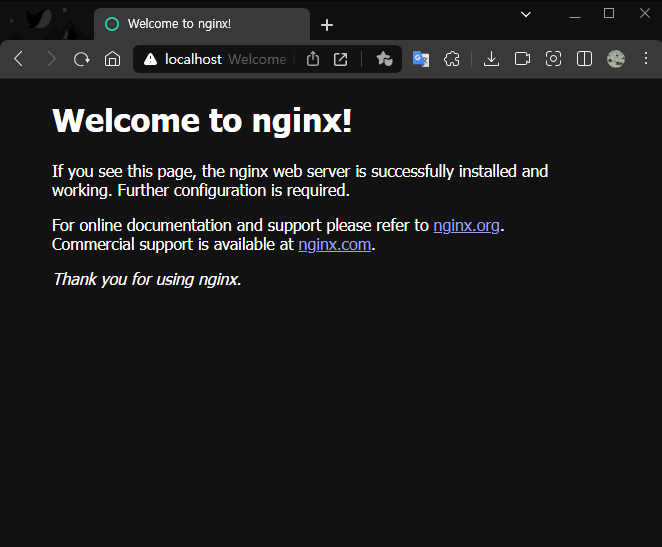 Welcome to nginx!
localhost Welcome
Welcome to nginx!
If you see this page, the nginx web server is successfully installed and
working. Further configuration is required.
For online documentation and support please refer to nginx.org.
Commercial support is available at nginx.com.
Thank you for using nginx.